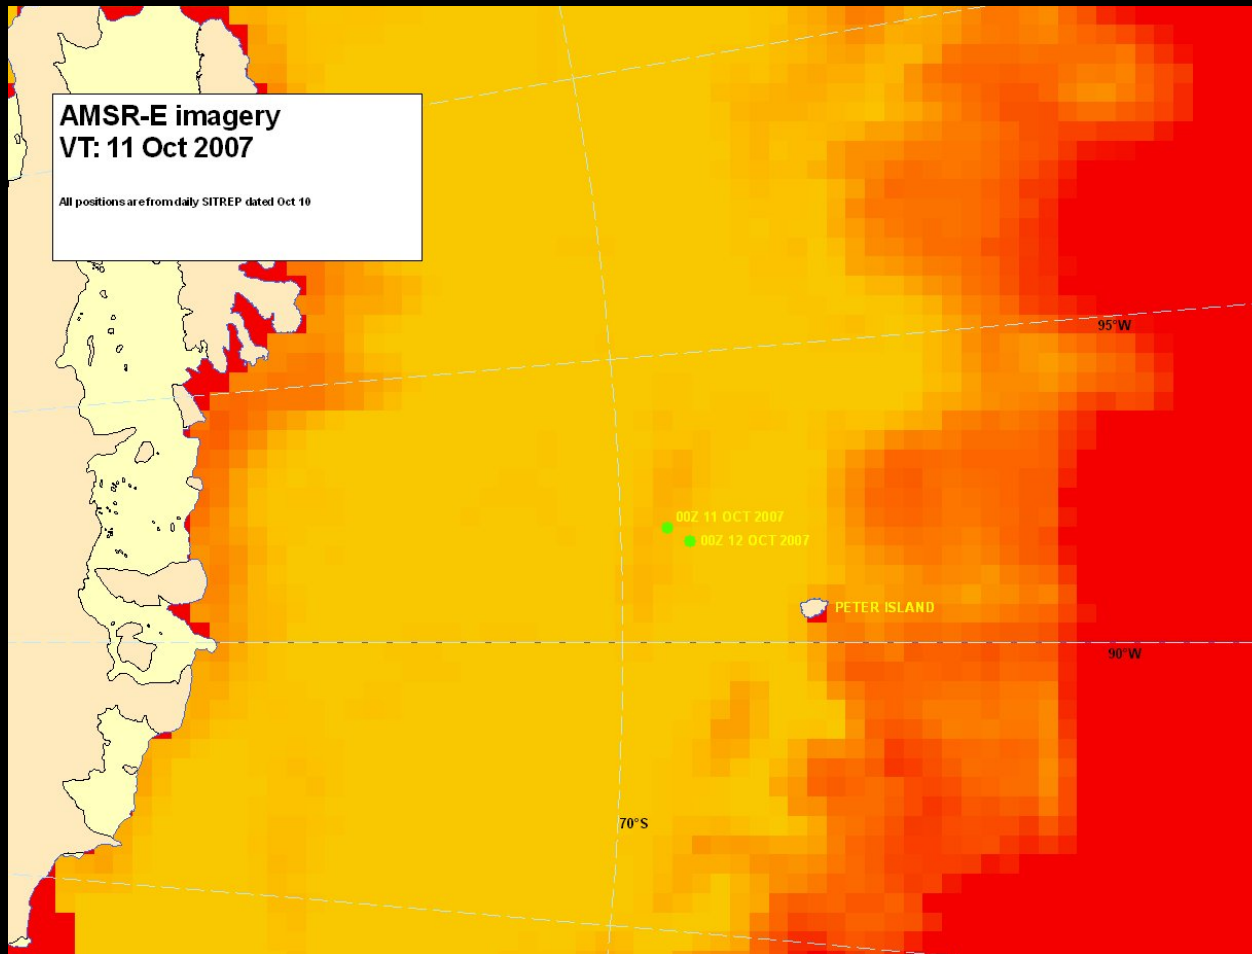 AMSR-E imagery
VT: 11 Oct 2007
All positions are from daily SITREP dated Oct 10
95°W
00Z 11 OCT 2007
00Z 12 OCT 2007
PETER ISLAND
90°W
70°S